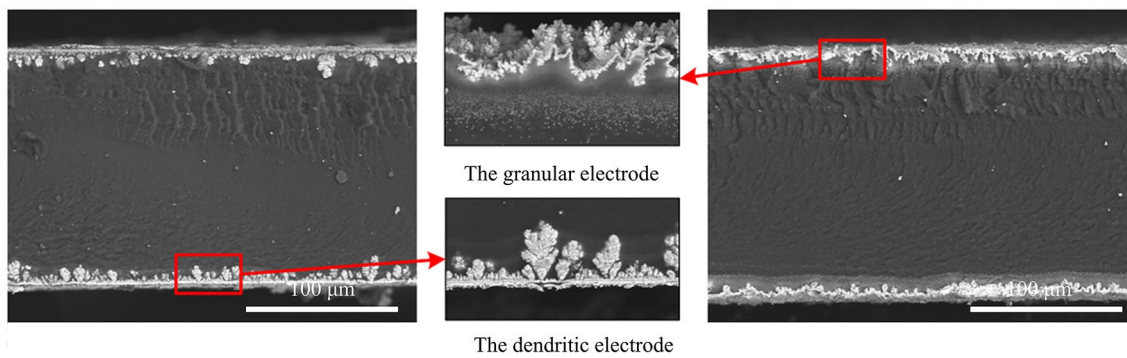 The granular electrode
100 μm
100 μm
The dendritic electrode